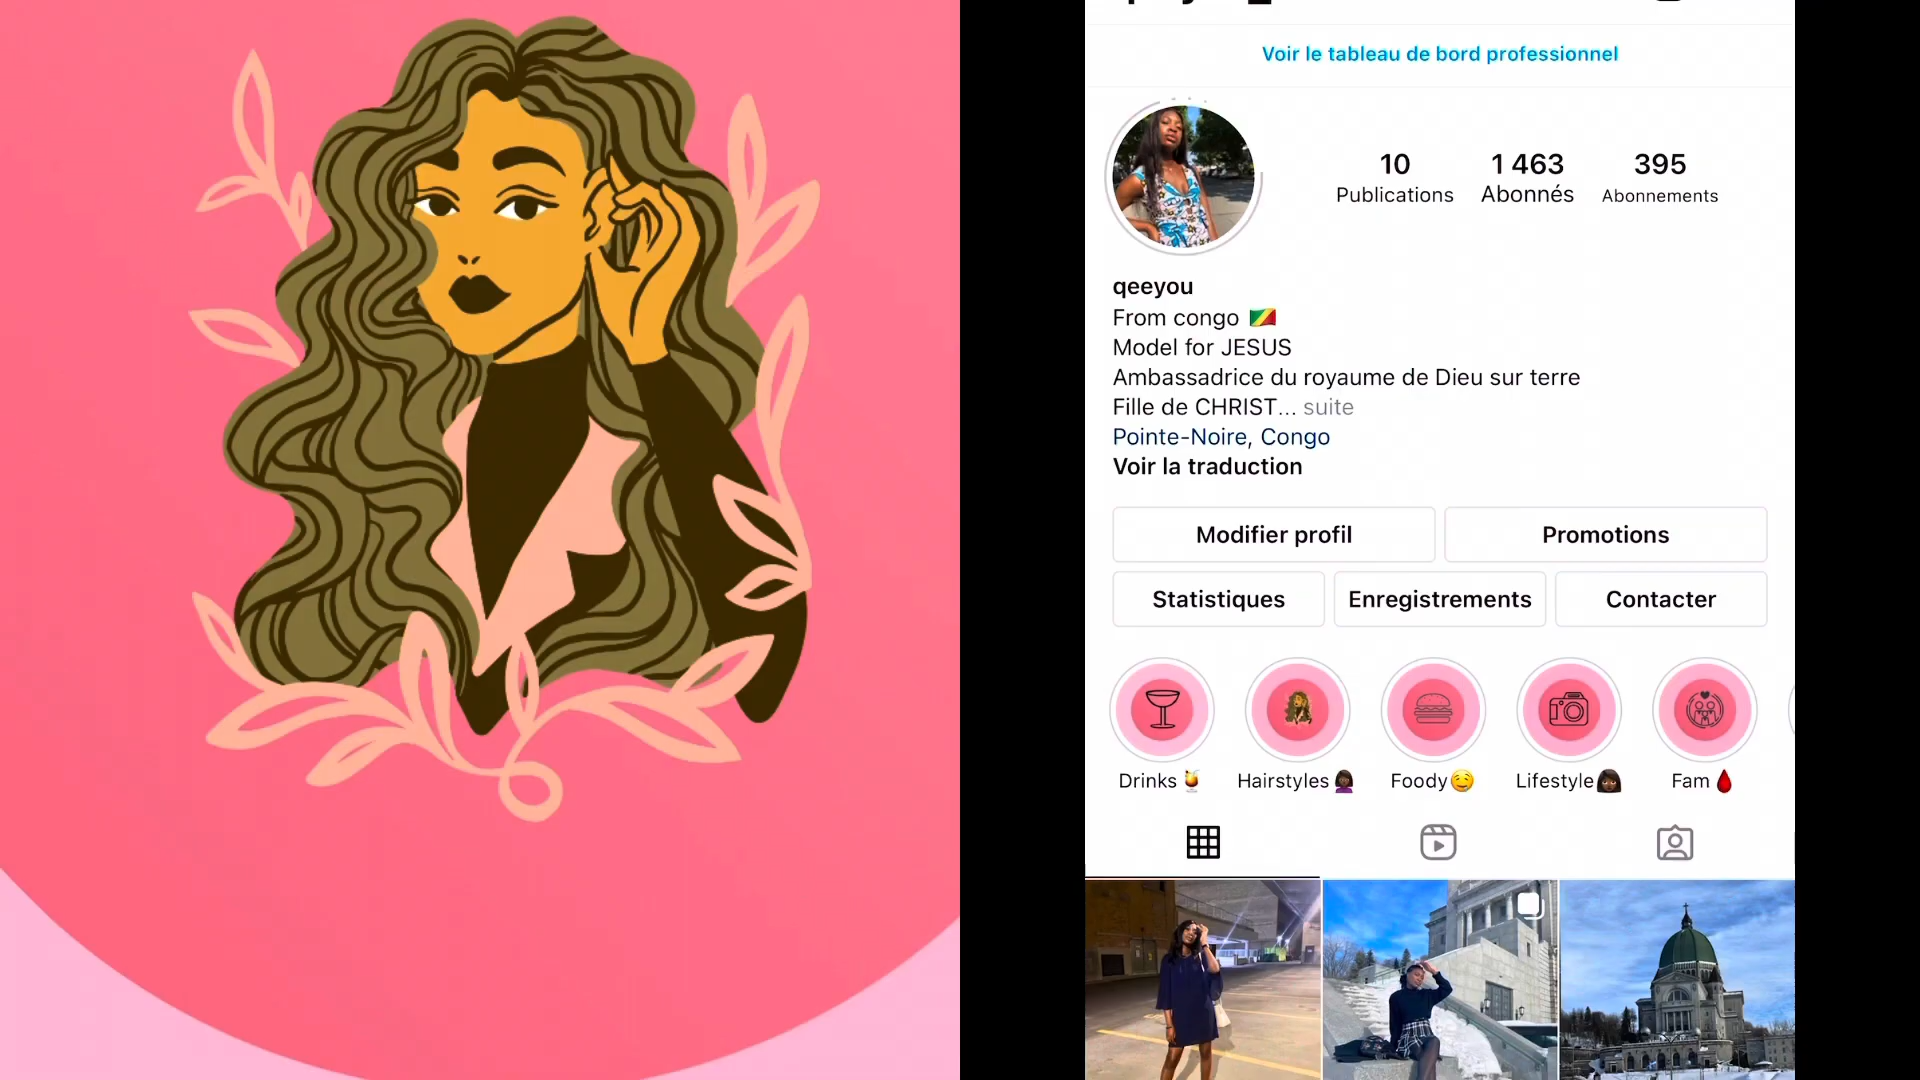 Voir le tableau de bord professionnel
10
Publications
1 463
Abonnés
395
Abonnements
qeeyou
From congo 🇨🇬
Model for JESUS
Ambassadrice du royaume de Dieu sur terre
Fille de CHRIST... suite
Pointe-Noire, Congo
Voir la traduction
Modifier profil
Promotions
Statistiques
Enregistrements
Contacter
Drinks🍹
Hairstyles💇🏿‍♀️
Foody🤤
Lifestyle👩🏿
Fam🩸